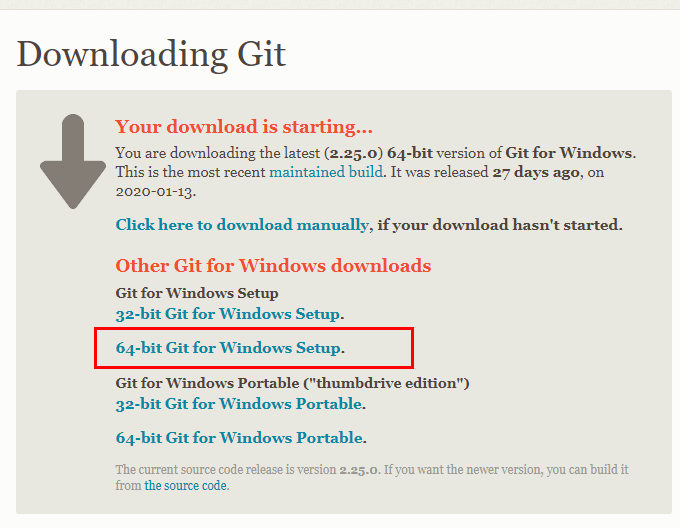 Downloading Git
Your download is starting...
You are downloading the latest (2.25.0) 64-bit version of Git for Windows.
This is the most recent maintained build. It was released 27 days ago, on
2020-01-13.
Click here to download manually, if your download hasn't started.
Other Git for Windows downloads
Git for Windows Setup
32-bit Git for Windows Setup.
64-bit Git for Windows Setup.
Git for Windows Portable ("thumbdrive edition")
32-bit Git for Windows Portable.
64-bit Git for Windows Portable.
The current source code release is version 2.25.0. If you want the newer version, you can build it
from the source code.